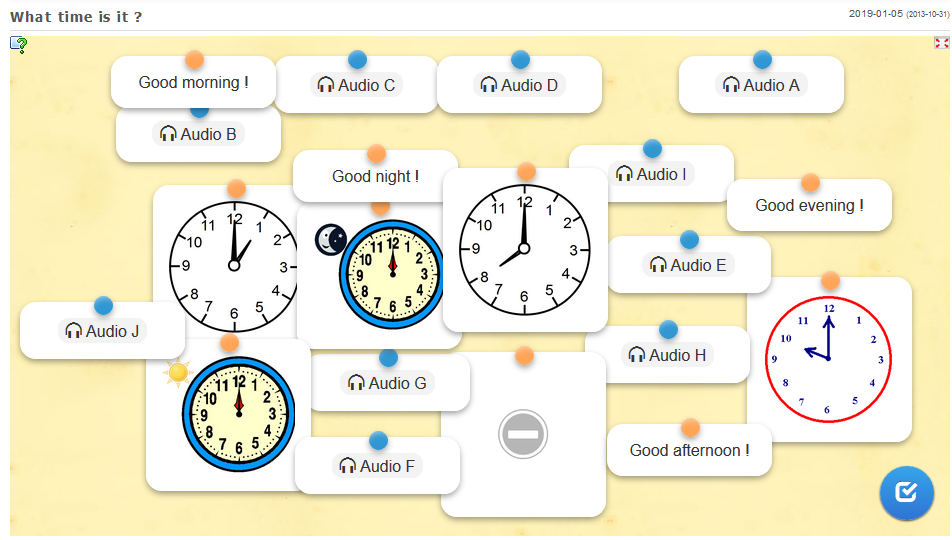 What time is it ?
2019-01-05 (2013-10-31)
Good morning !
Audio C
Audio D
Audio A
Audio B
Good night !
Audio I
Good evening !
11 12 1
10 2
9 3
8 4
7 6 5
11 12 1
10 2
9 3
8 4
7 6 5
11 12 1
10 2
9 3
8 4
7 6 5
Audio E
Audio J
12
11 1
10 2
9 3
8 4
7 6 5
Audio H
11 12 1
10 2
9 3
8 4
7 6 5
Audio G
Audio F
Good afternoon !